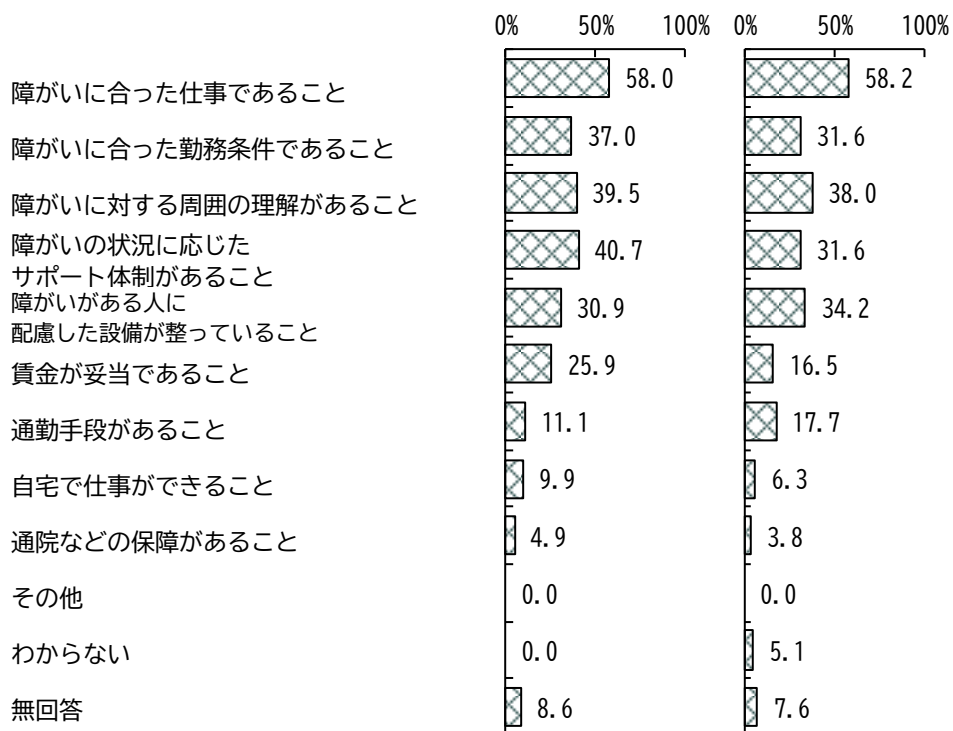 0% 50% 100% 0% 50% 100%
障がいに合った仕事であること 58.0 58.2
障がいに合った勤務条件であること 37.0 31.6
障がいに対する周囲の理解があること 39.5 38.0
障がいの状況に応じた
サポート体制があること 40.7 31.6
障がいがある人に
配慮した設備が整っていること 30.9 34.2
賃金が妥当であること 25.9 16.5
通勤手段があること 11.1 17.7
自宅で仕事ができること 9.9 6.3
通院などの保障があること 4.9 3.8
その他 0.0 0.0
わからない 0.0 5.1
無回答 8.6 7.6